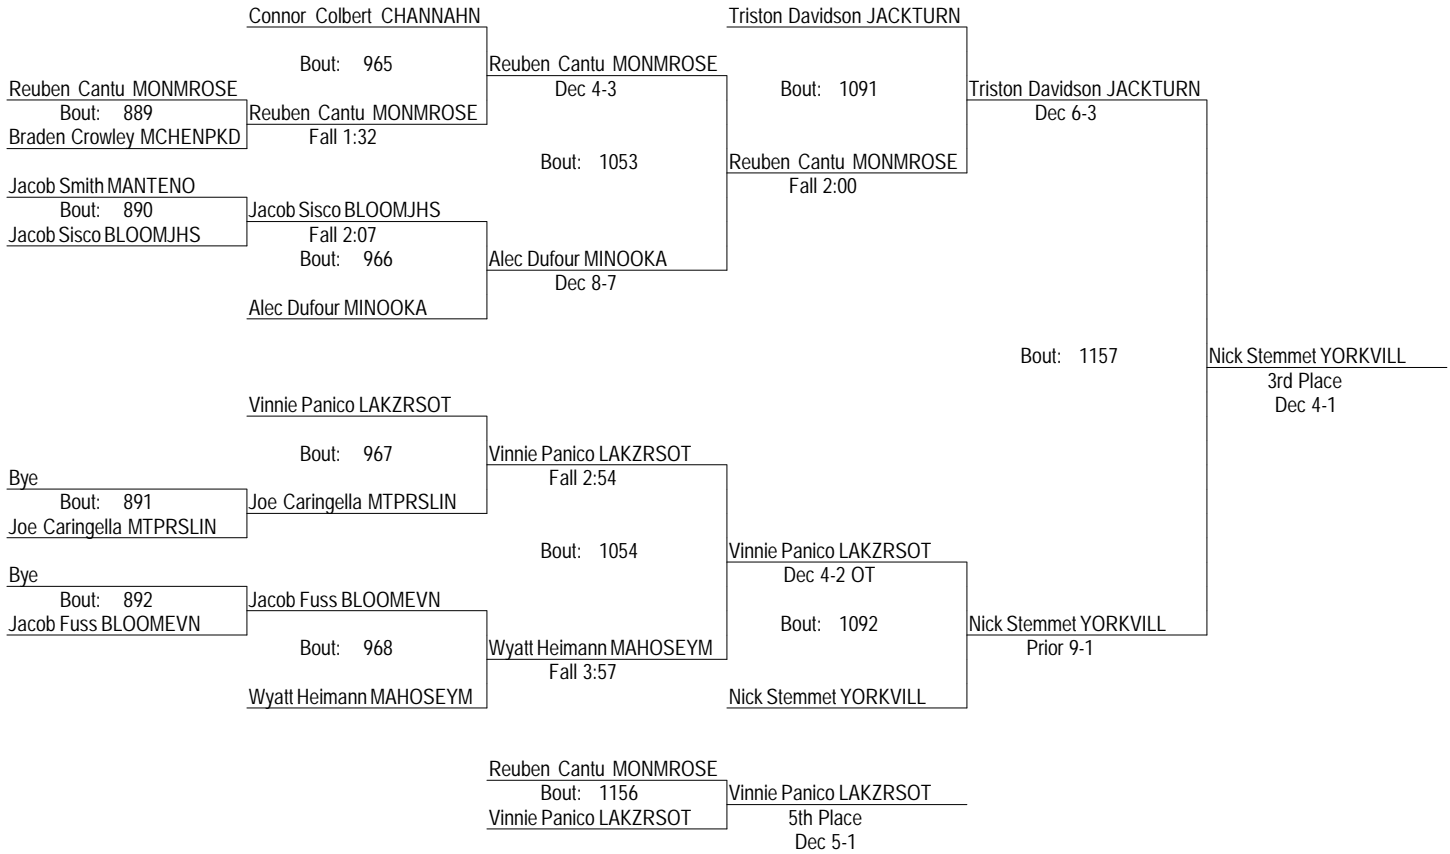 Connor Colbert CHANNAHN
Triston Davidson JACKTURN
Bout: 965
Reuben Cantu MONMROSE
Dec 4-3
Bout: 1091
Reuben Cantu MONMROSE
Triston Davidson JACKTURN
Dec 6-3
Bout: 889
Reuben Cantu MONMROSE
Fall 1:32
Braden Crowley MCHENPKD
Bout: 1053
Reuben Cantu MONMROSE
Fall 2:00
Jacob Smith MANTENO
Bout: 890
Jacob Sisco BLOOMJHS
Jacob Sisco BLOOMJHS
Fall 2:07
Bout: 966
Alec Dufour MINOOKA
Dec 8-7
Alec Dufour MINOOKA
Bout: 1157
Nick Stemmet YORKVILL
3rd Place
Dec 4-1
Vinnie Panico LAKZRSOT
Bout: 967
Vinnie Panico LAKZRSOT
Fall 2:54
Bye
Bout: 891
Joe Caringella MTPRSLIN
Joe Caringella MTPRSLIN
Bout: 1054
Vinnie Panico LAKZRSOT
Dec 4-2 OT
Bye
Bout: 892
Jacob Fuss BLOOMEVN
Jacob Fuss BLOOMEVN
Bout: 1092
Nick Stemmet YORKVILL
Prior 9-1
Bout: 968
Wyatt Heimann MAHOSEYM
Fall 3:57
Wyatt Heimann MAHOSEYM
Nick Stemmet YORKVILL
Reuben Cantu MONMROSE
Bout: 1156
Vinnie Panico LAKZRSOT
Vinnie Panico LAKZRSOT
5th Place
Dec 5-1